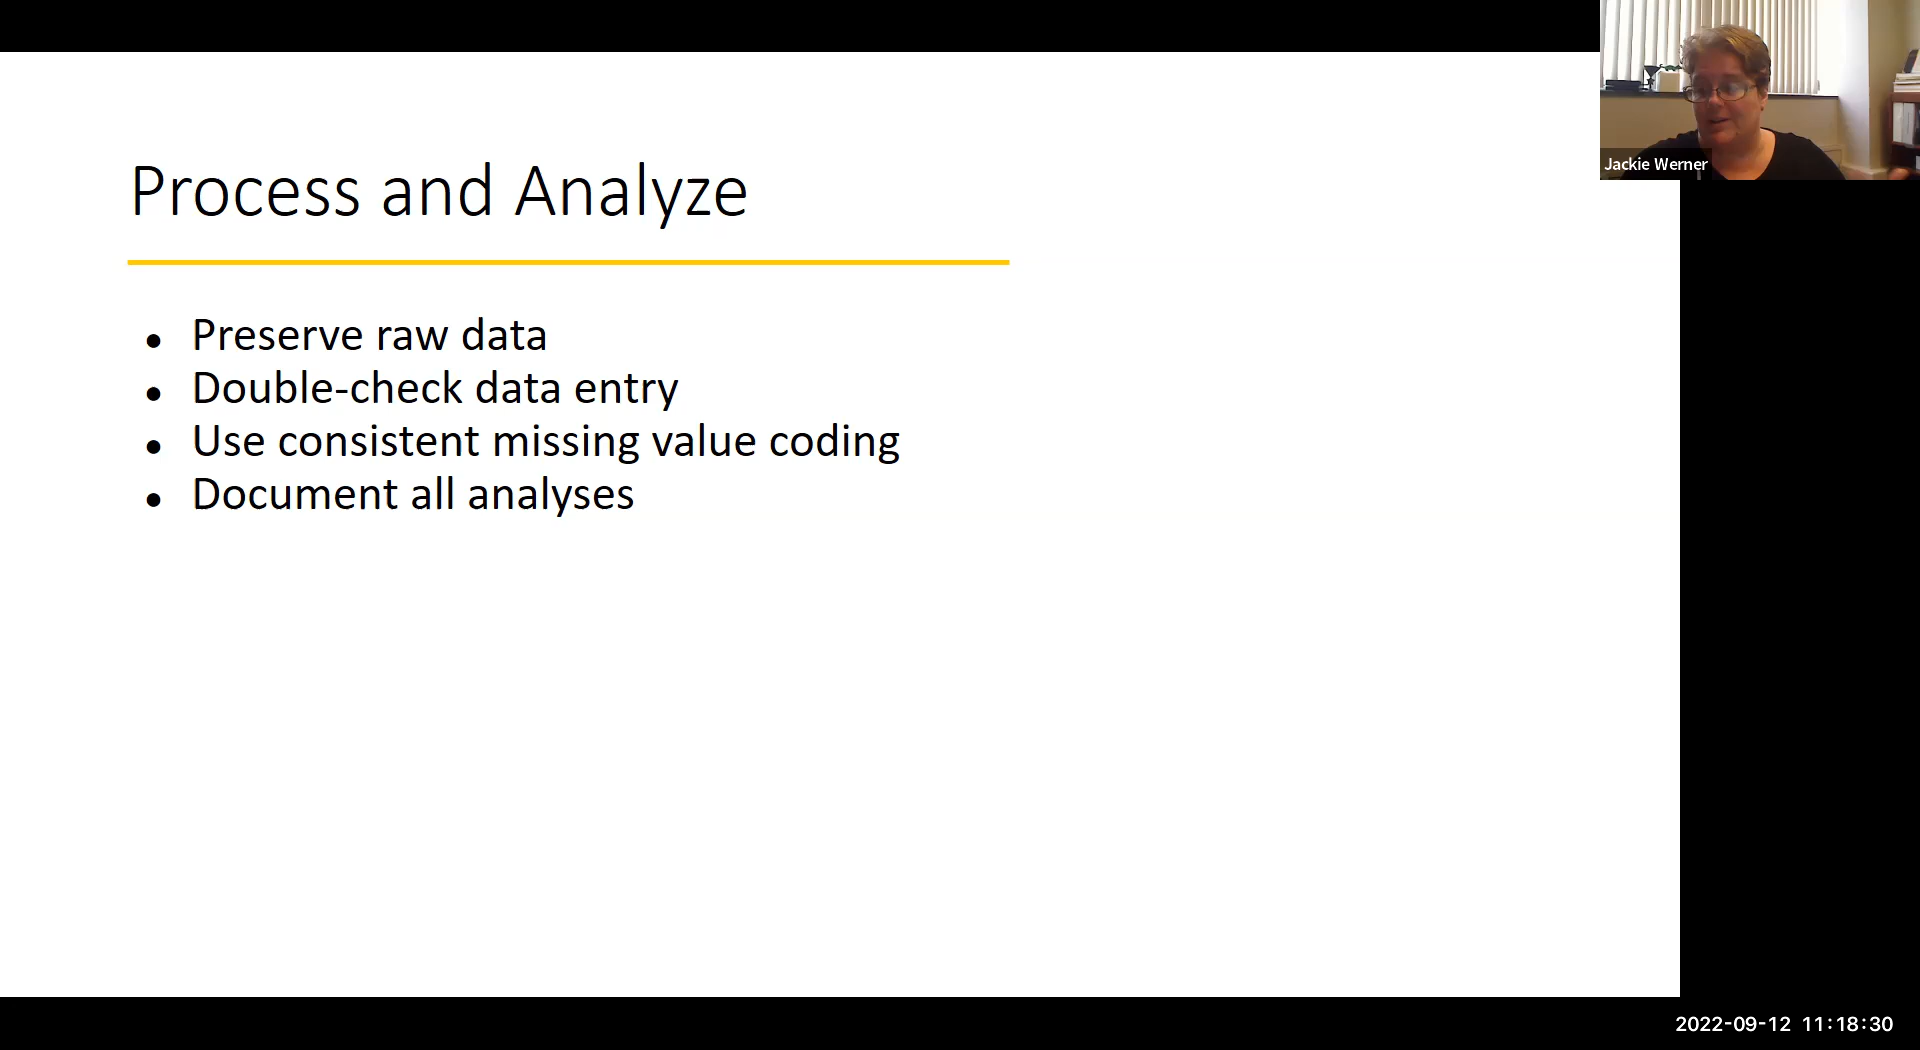 Jackie Werner
Process and Analyze
• Preserve raw data
• Double-check data entry
• Use consistent missing value coding
• Document all analyses
2022-09-12 11:18:30